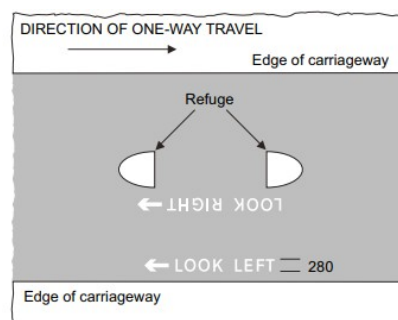 DIRECTION OF ONE-WAY TRAVEL
Edge of carriageway
Refuge
LOOK RIGHT →
← LOOK LEFT 280
Edge of carriageway